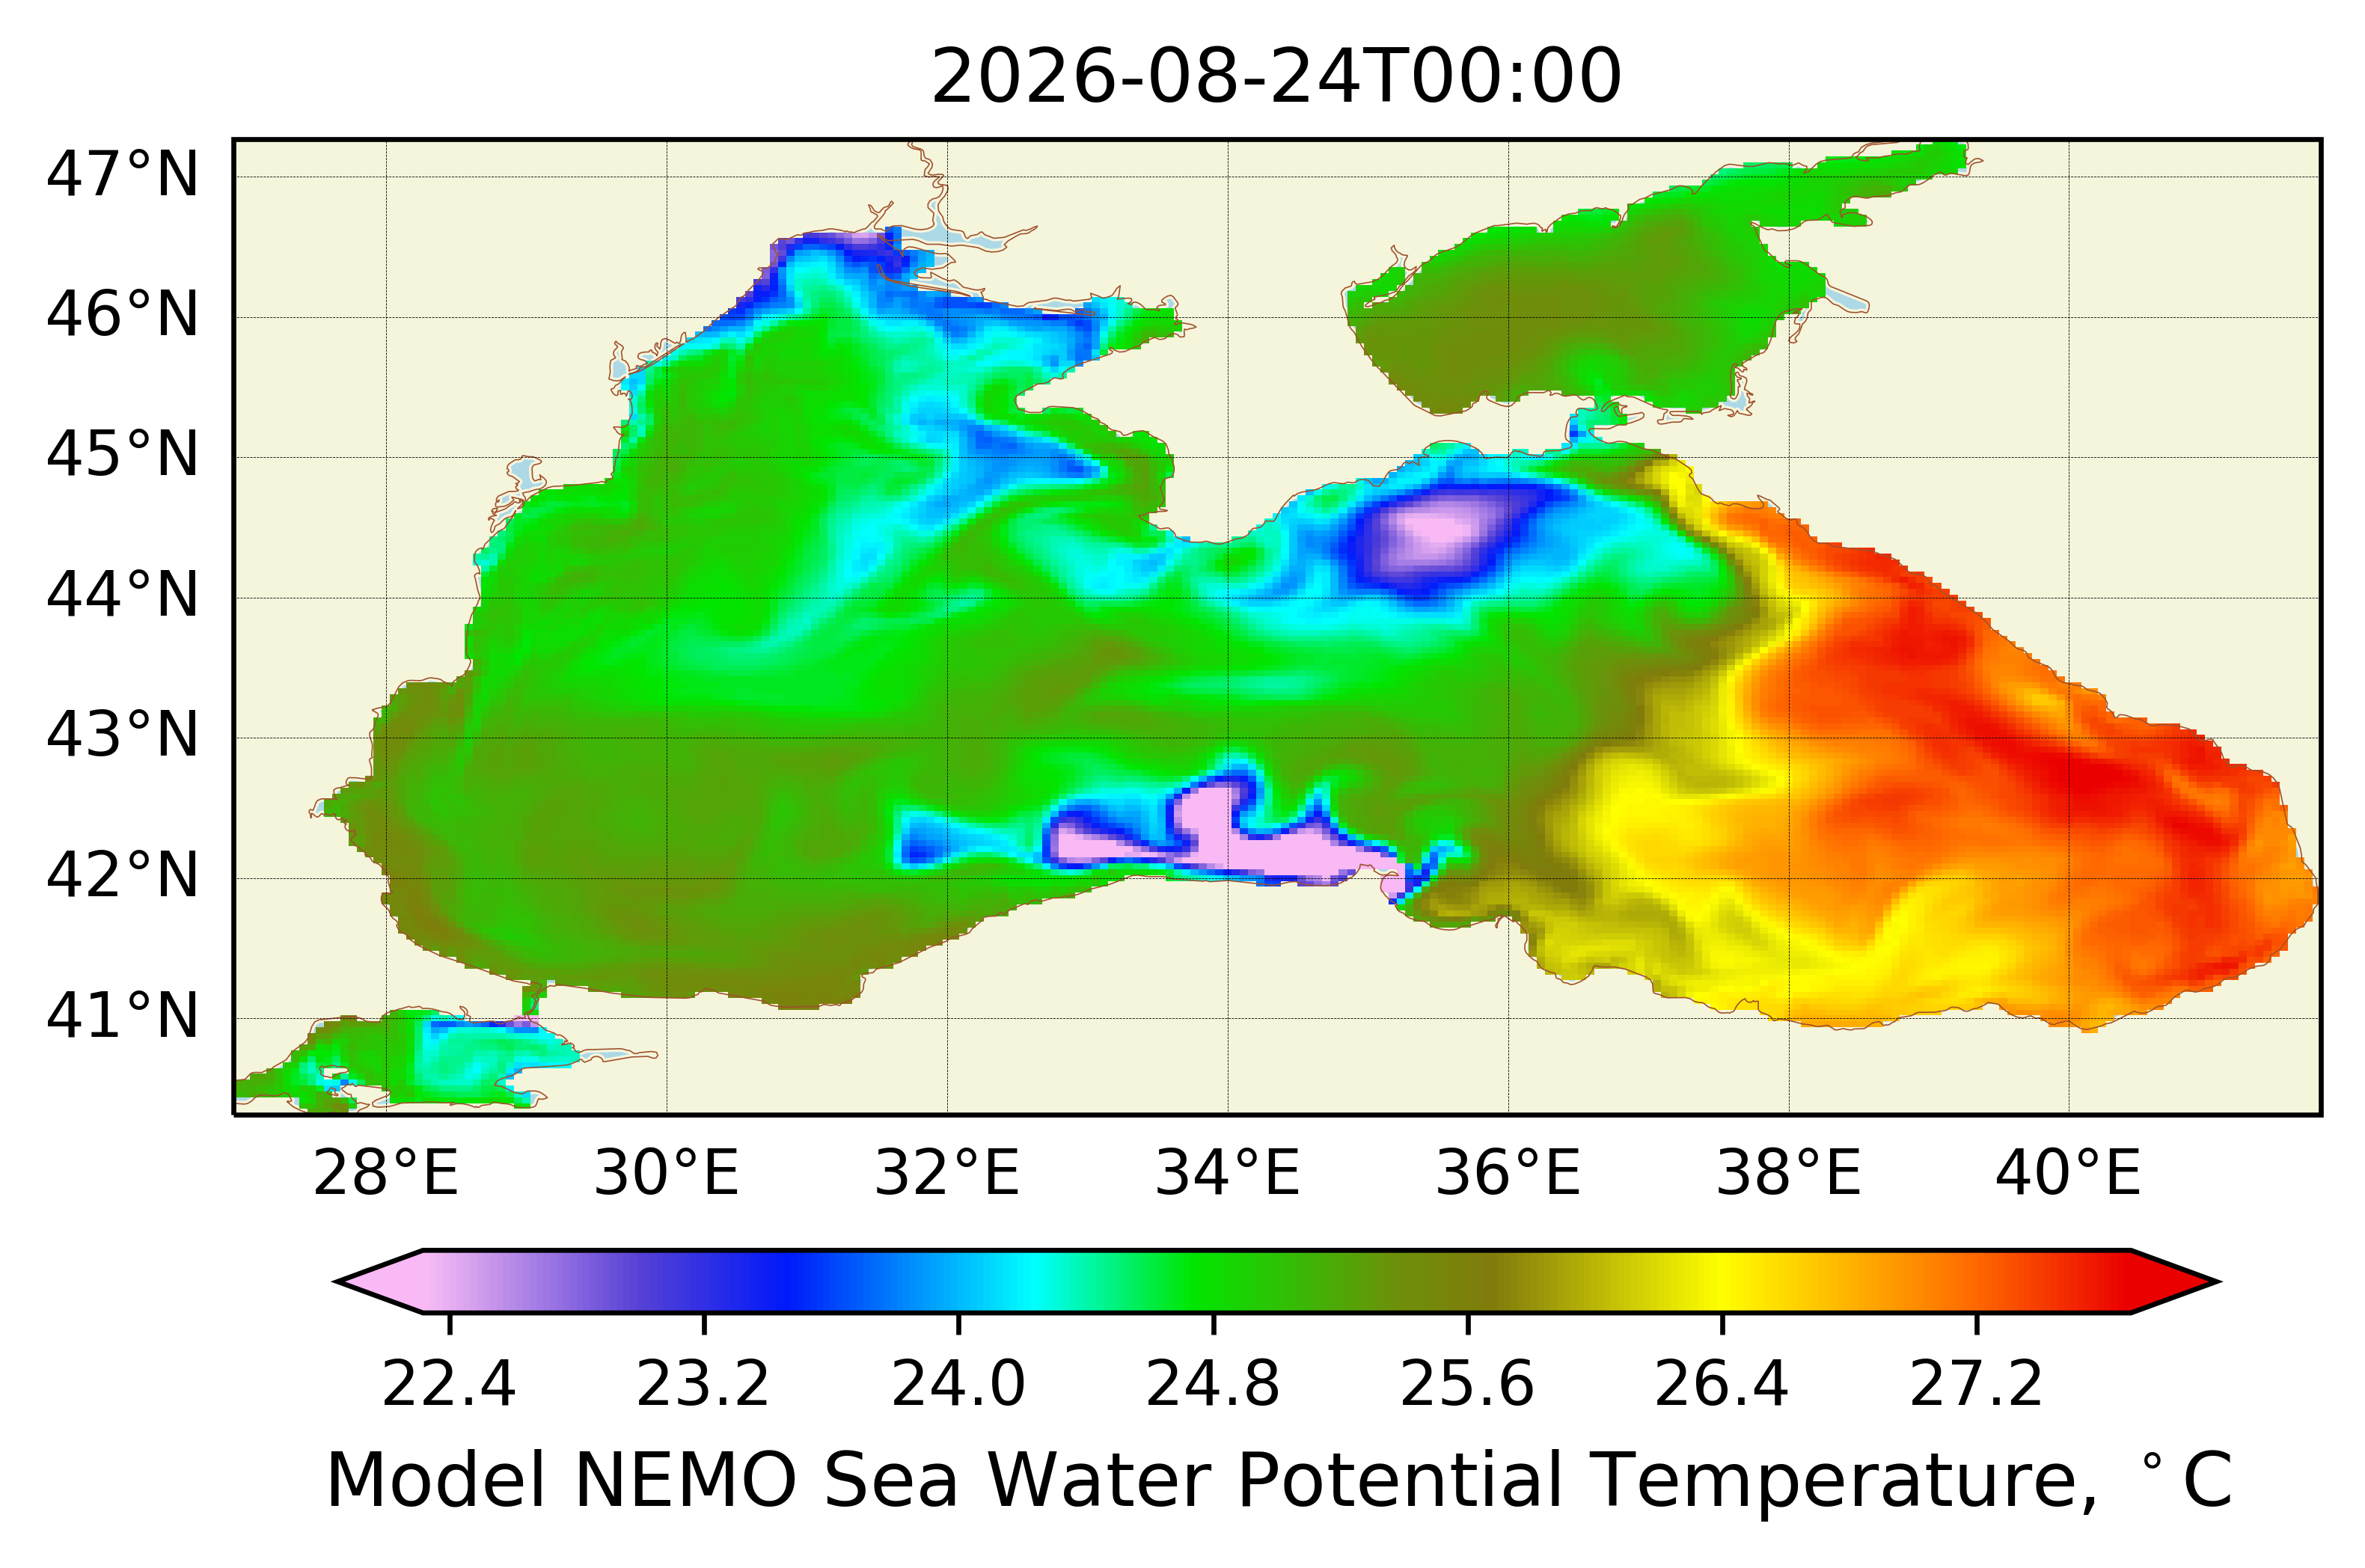 2026-08-24T00:00
47°N
46°N
45°N
44°N
43°N
42°N
41°N
28°E 30°E 32°E 34°E 36°E 38°E 40°E
22.4 23.2 24.0 24.8 25.6 26.4 27.2
Model NEMO Sea Water Potential Temperature, °C